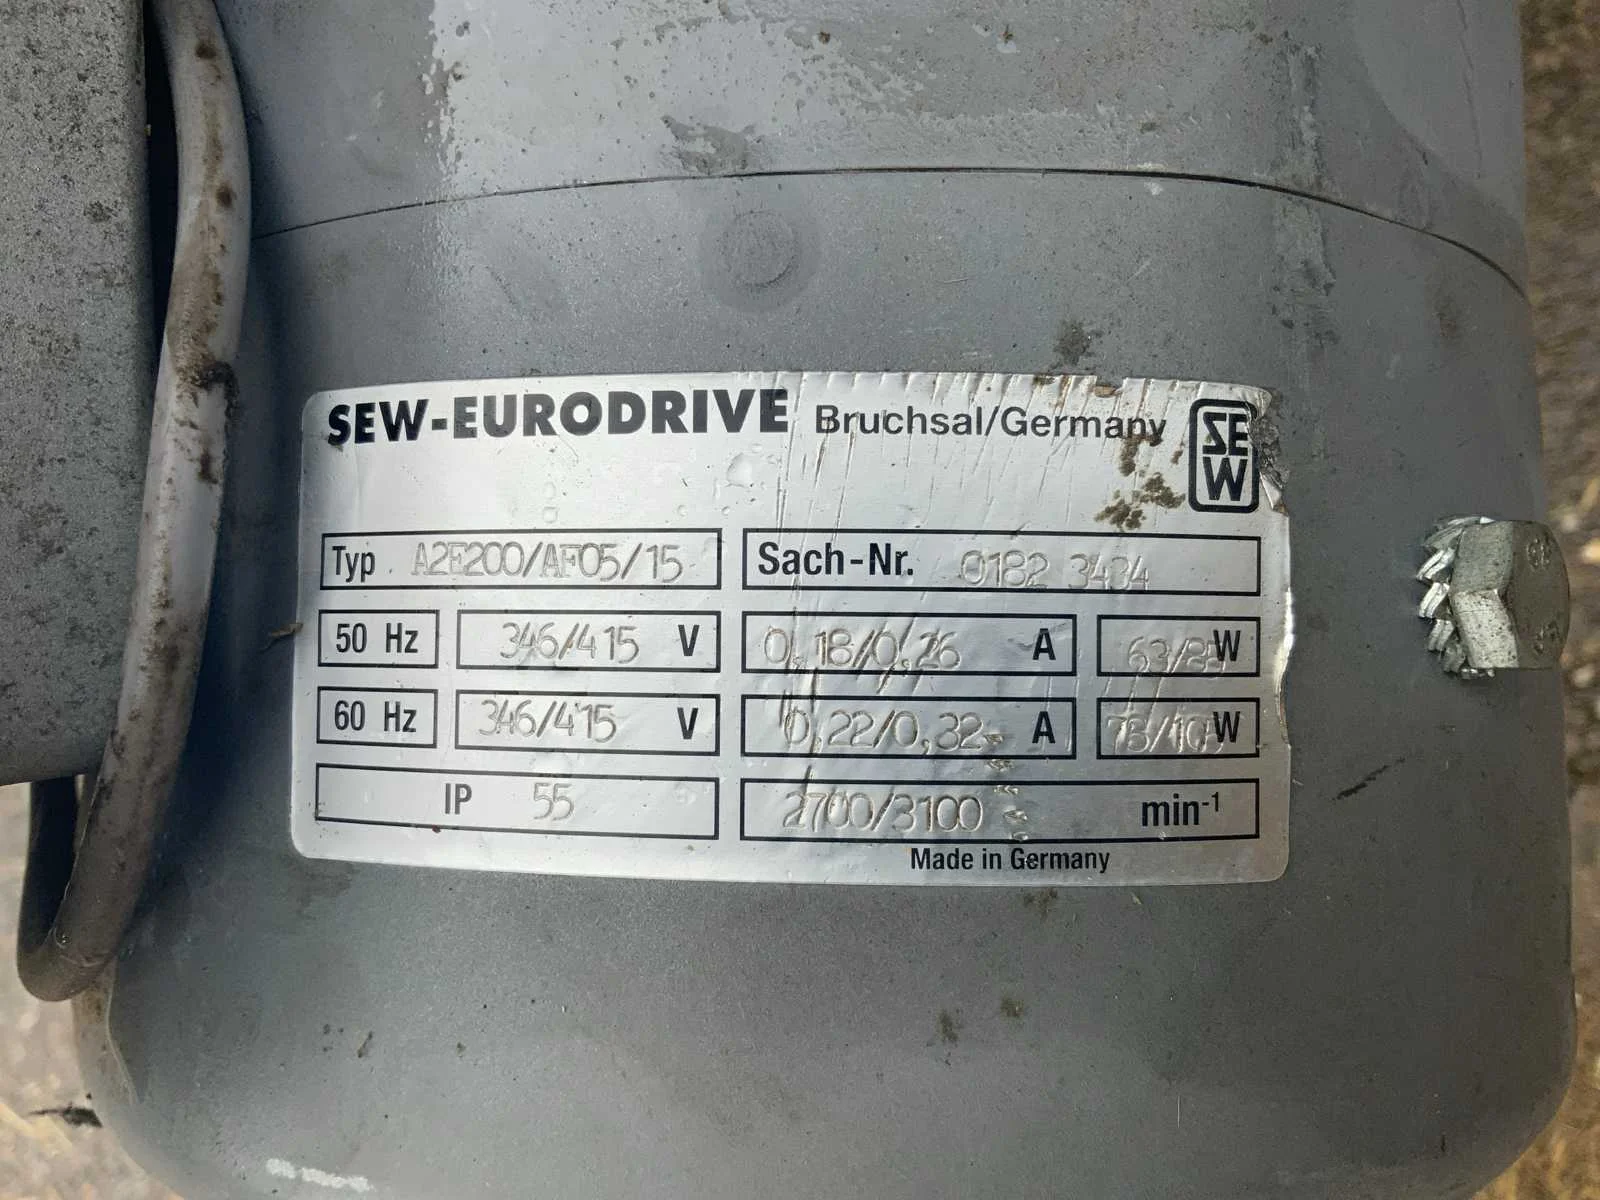 SEW-EURODRIVE Bruchsal/Germany
SE
W
Typ A2E200/AF05/15 Sach-Nr. 0182 3434
50 Hz 346/415 V 0,18/0,26 A W
60 Hz 346/415 V 0,22/0,32 A W
IP 55 2700/3100 min-1
Made in Germany